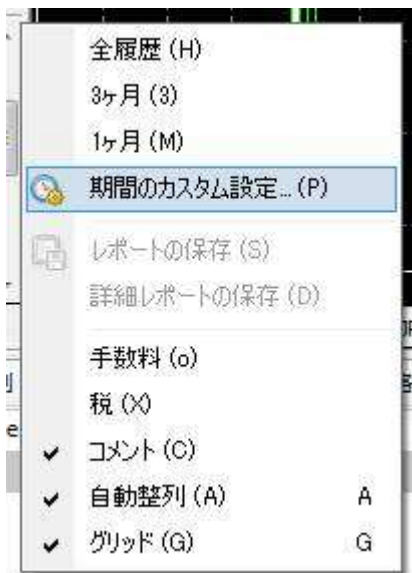 全履歴 (H)
3ヶ月 (3)
1ヶ月 (M)
期間のカスタム設定... (P)
レポートの保存 (S)
詳細レポートの保存 (D)
手数料 (o)
税 (X)
コメント (C)
自動整列 (A) A
グリッド (G) G